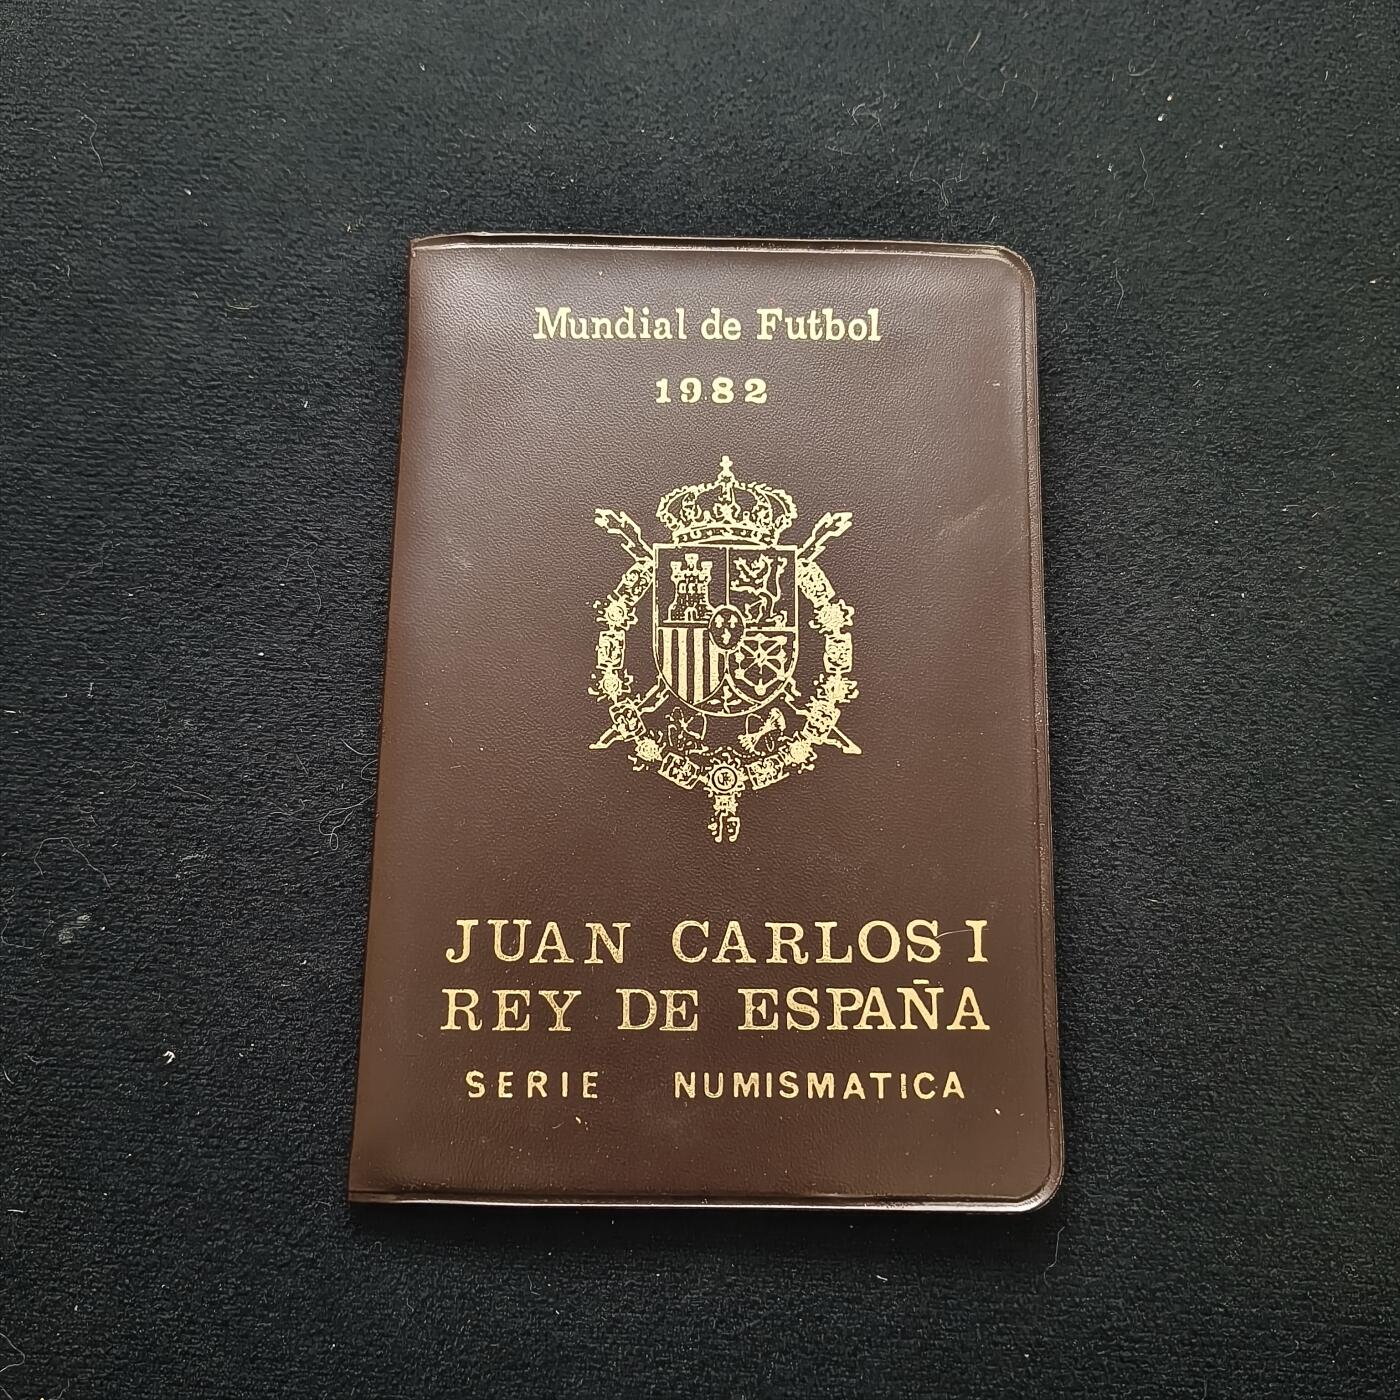 Mundial de Futbol
1982
JUAN CARLOS I
REY DE ESPAÑA
SERIE NUMISMATICA